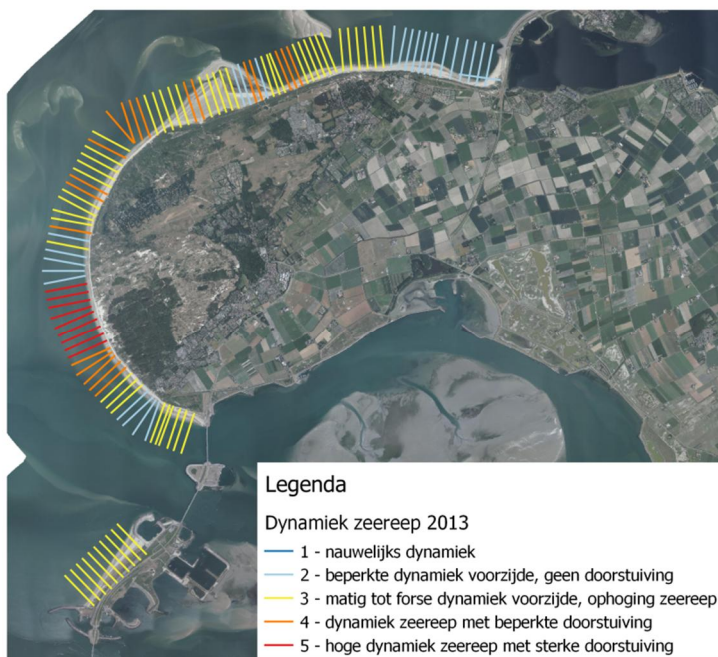 Legenda
Dynamiek zeereep 2013
1 - nauwelijks dynamiek
2 - beperkte dynamiek voorzijde, geen doorstuiving
3 - matig tot forse dynamiek voorzijde, ophoging zeereep
4 - dynamiek zeereep met beperkte doorstuiving
5 - hoge dynamiek zeereep met sterke doorstuiving